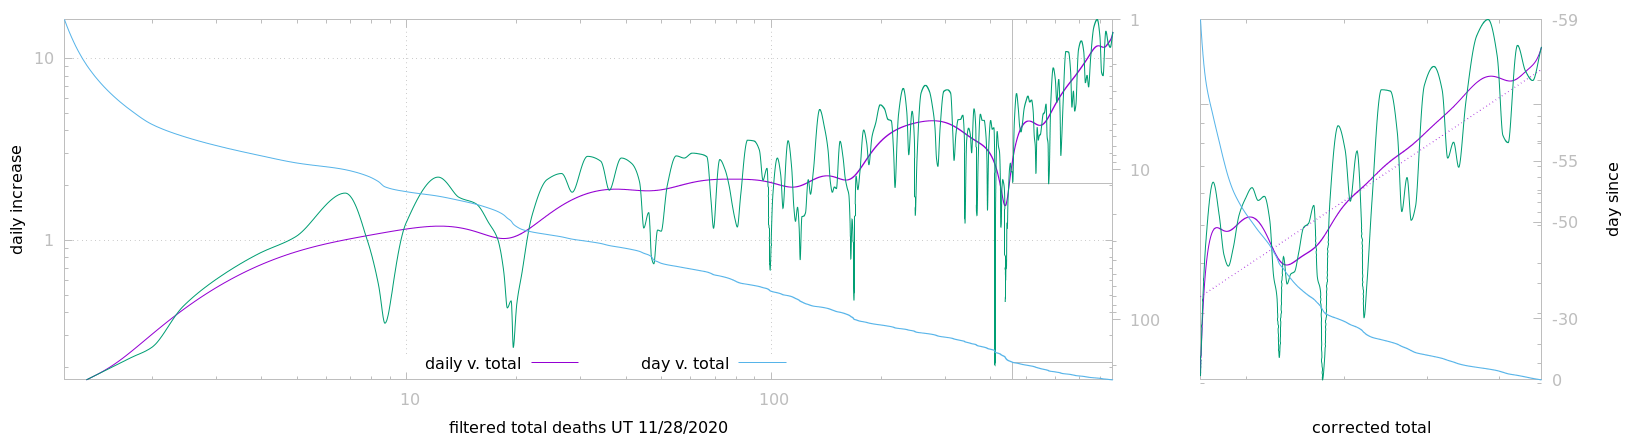 1
-59
10
daily increase
10
-55
day since
-50
1
100
-30
daily v. total
day v. total
0
10
100
filtered total deaths UT 11/28/2020
corrected total